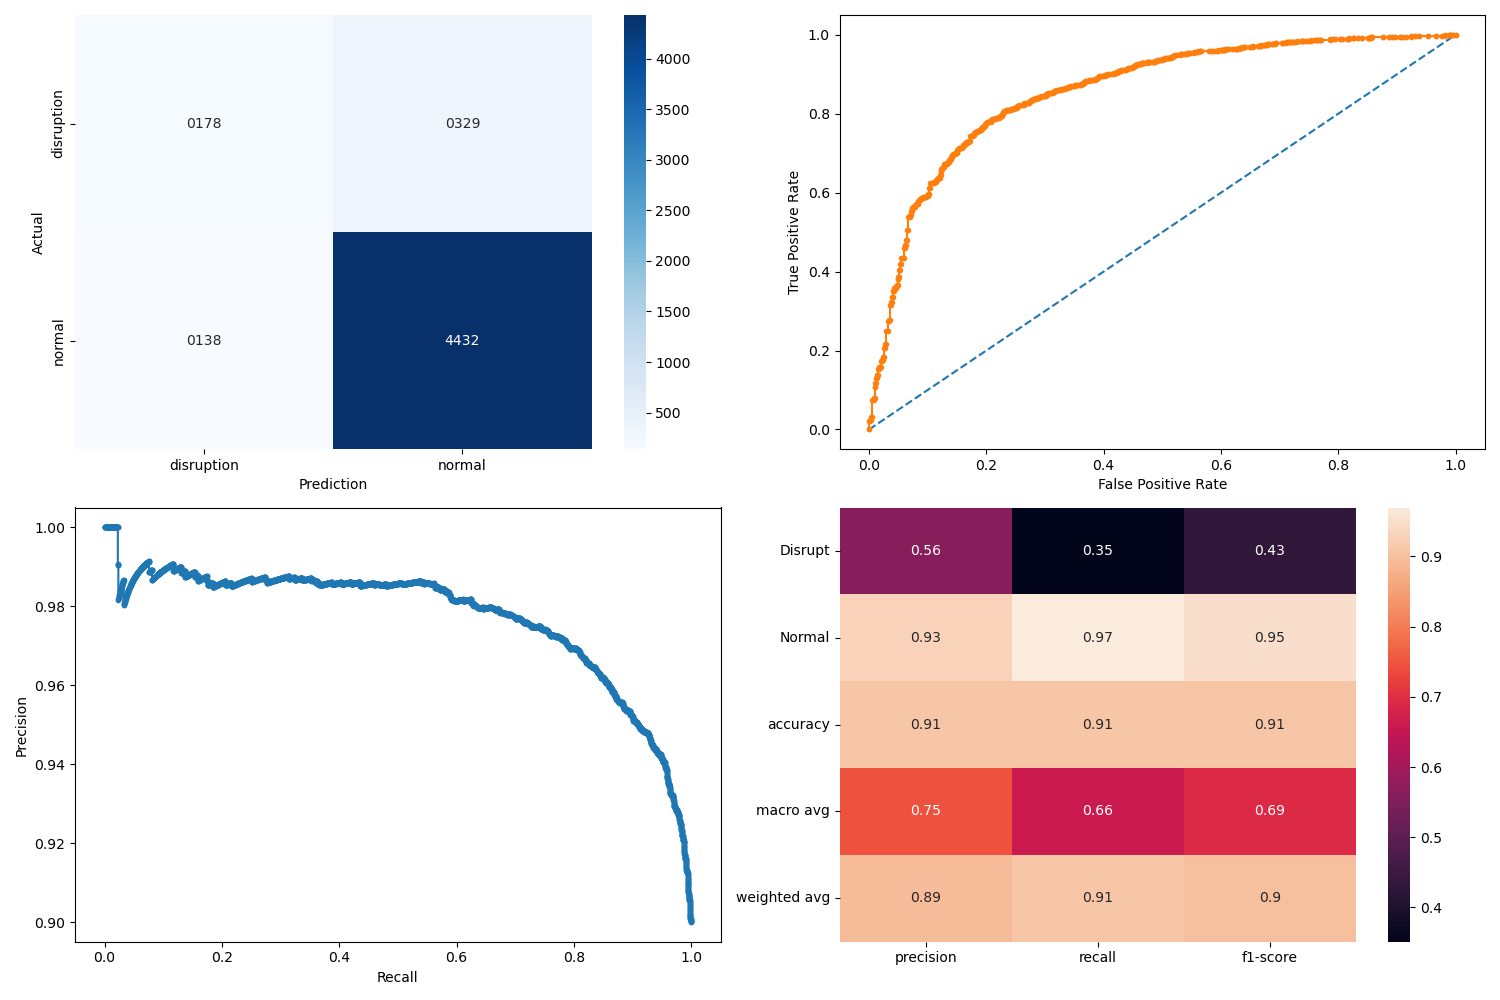 disruption
0178
0329
Actual
normal
0138
4432
disruption
normal
Prediction
4000
3500
3000
2500
2000
1500
1000
500
True Positive Rate
1.0
0.8
0.6
0.4
0.2
0.0
0.0 0.2 0.4 0.6 0.8 1.0
False Positive Rate
Precision
1.00
0.98
0.96
0.94
0.92
0.90
0.0 0.2 0.4 0.6 0.8 1.0
Recall
Disrupt 0.56 0.35 0.43
Normal 0.93 0.97 0.95
accuracy 0.91 0.91 0.91
macro avg 0.75 0.66 0.69
weighted avg 0.89 0.91 0.9
precision recall f1-score
0.9
0.8
0.7
0.6
0.5
0.4